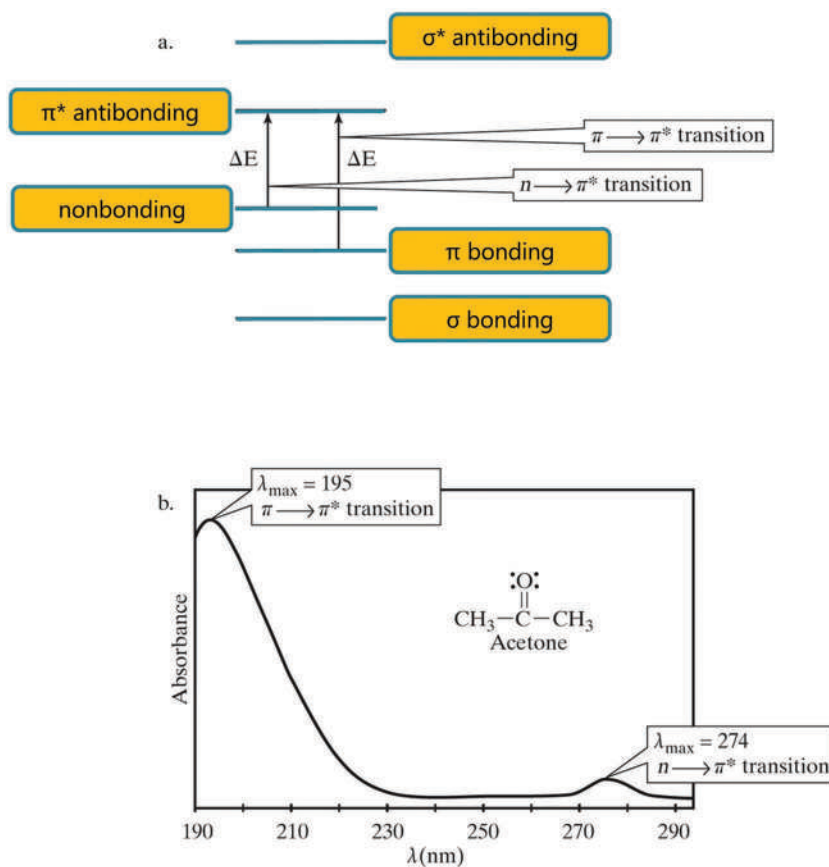 a.
σ* antibonding
π* antibonding
π ⟶ π* transition
ΔE
ΔE
n ⟶ π* transition
nonbonding
π bonding
σ bonding
b.
λmax = 195
π ⟶ π* transition
:O:
||
CH3–C–CH3
Acetone
Absorbance
λmax = 274
n ⟶ π* transition
190 210 230 250 270 290
λ(nm)